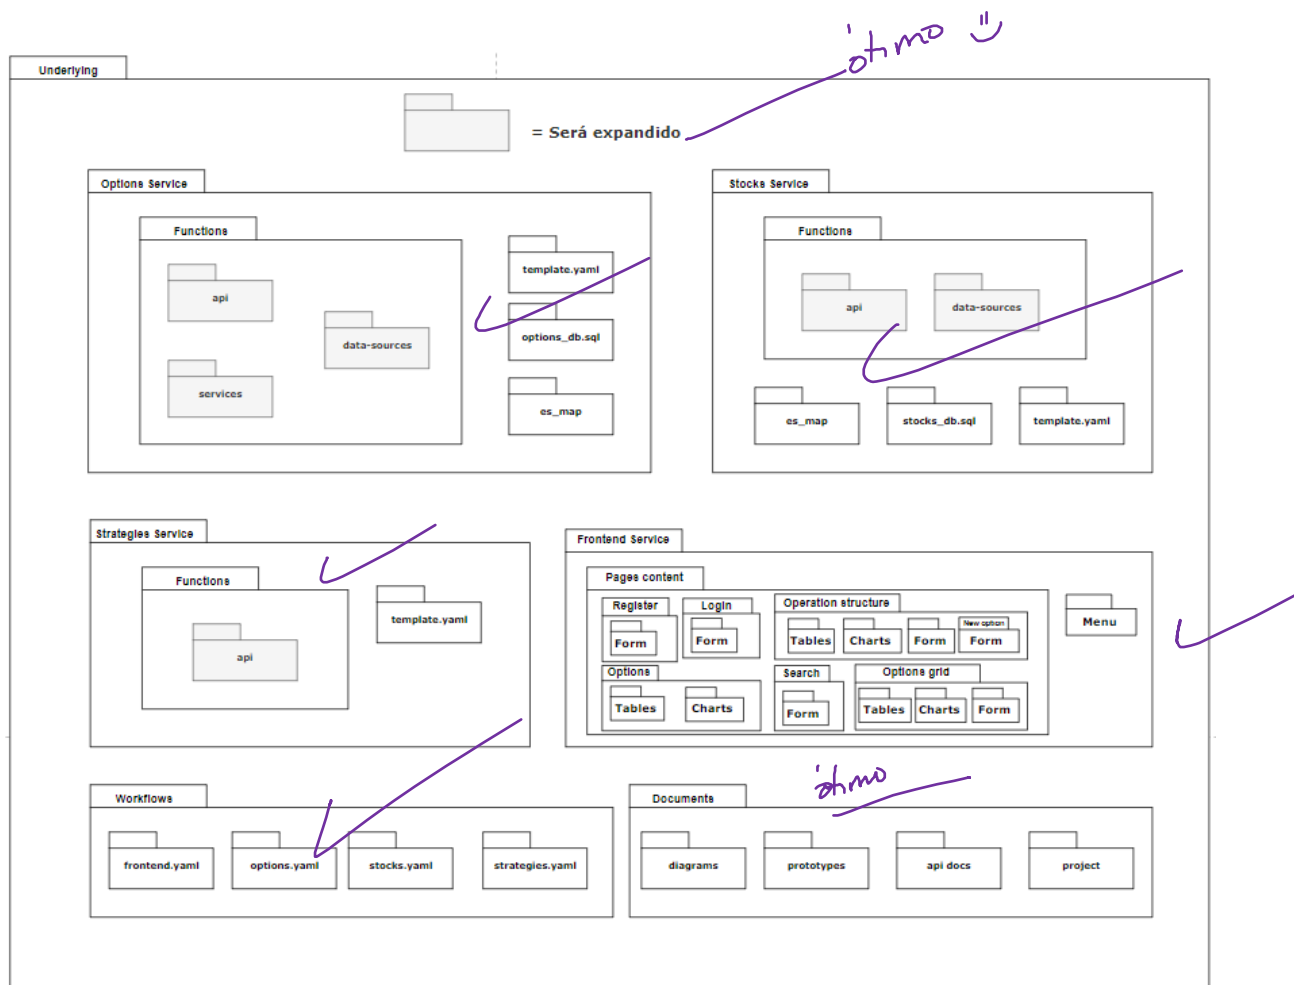 ótimo
Underlying
= Será expandido
Options Service
Functions
api
data-sources
services
template.yaml
options_db.sql
es_map
Stocks Service
Functions
api
data-sources
es_map
stocks_db.sql
template.yaml
Strategies Service
Functions
api
template.yaml
Frontend Service
Pages content
Register
Form
Login
Form
Operation structure
Tables
Charts
Form
New option
Form
Options
Tables
Charts
Search
Form
Options grid
Tables
Charts
Form
Menu
Workflows
frontend.yaml
options.yaml
stocks.yaml
strategies.yaml
ótimo
Documents
diagrams
prototypes
api docs
project